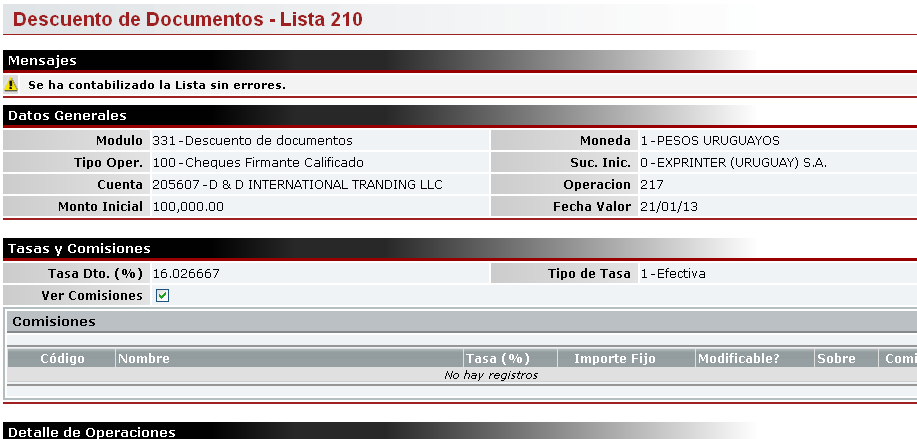 Descuento de Documentos - Lista 210
Mensajes
Se ha contabilizado la Lista sin errores.
Datos Generales
Modulo 331-Descuento de documentos Moneda 1-PESOS URUGUAYOS
Tipo Oper. 100-Cheques Firmante Calificado Suc. Inic. 0-EXPRINTER (URUGUAY) S.A.
Cuenta 205607-D & D INTERNATIONAL TRANDING LLC Operacion 217
Monto Inicial 100,000.00 Fecha Valor 21/01/13
Tasas y Comisiones
Tasa Dto. (%) 16.026667 Tipo de Tasa 1-Efectiva
Ver Comisiones
Comisiones
Código Nombre Tasa (%) Importe Fijo Modificable? Sobre Comi
No hay registros
Detalle de Operaciones